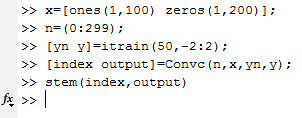 >> x=[ones(1,100) zeros(1,200)];
>> n=(0:299);
>> [yn y]=itrain(50,-2:2);
>> [index output]=Convc(n,x,yn,y);
>> stem(index,output)
fx >>